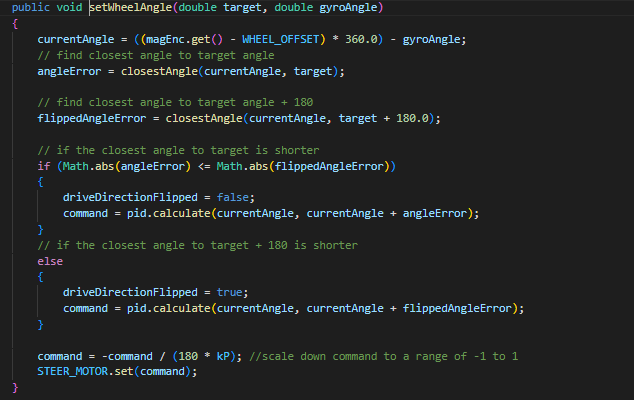 public void setWheelAngle(double target, double gyroAngle)
{
currentAngle = ((magEnc.get() - WHEEL_OFFSET) * 360.0) - gyroAngle;
// find closest angle to target angle
angleError = closestAngle(currentAngle, target);
// find closest angle to target angle + 180
flippedAngleError = closestAngle(currentAngle, target + 180.0);
// if the closest angle to target is shorter
if (Math.abs(angleError) <= Math.abs(flippedAngleError))
{
driveDirectionFlipped = false;
command = pid.calculate(currentAngle, currentAngle + angleError);
}
// if the closest angle to target + 180 is shorter
else
{
driveDirectionFlipped = true;
command = pid.calculate(currentAngle, currentAngle + flippedAngleError);
}
command = -command / (180 * kP); //scale down command to a range of -1 to 1
STEER_MOTOR.set(command);
}